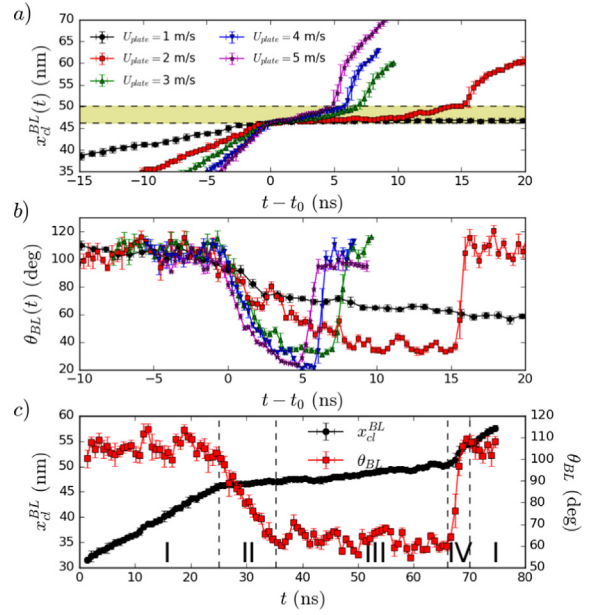 a)
70
65
60
55
50
45
40
35
x_cl^BL(t) (nm)
U_plate = 1 m/s
U_plate = 2 m/s
U_plate = 3 m/s
U_plate = 4 m/s
U_plate = 5 m/s
−15 −10 −5 0 5 10 15 20
t − t_0 (ns)
b)
120
100
80
60
40
20
θ_BL(t) (deg)
−10 −5 0 5 10 15 20
t − t_0 (ns)
c)
60
55
50
45
40
35
30
x_cl^BL (nm)
x_cl^BL
θ_BL
I II III IV I
120
110
100
90
80
70
60
50
θ_BL (deg)
0 10 20 30 40 50 60 70 80
t (ns)